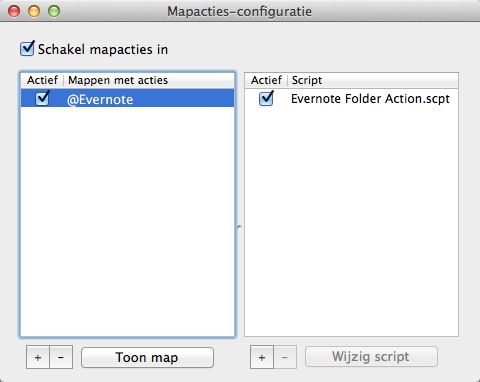 Mapacties-configuratie
Schakel mapacties in
Actief Mappen met acties
@Evernote
Actief Script
Evernote Folder Action.scpt
+ - Toon map
+ - Wijzig script